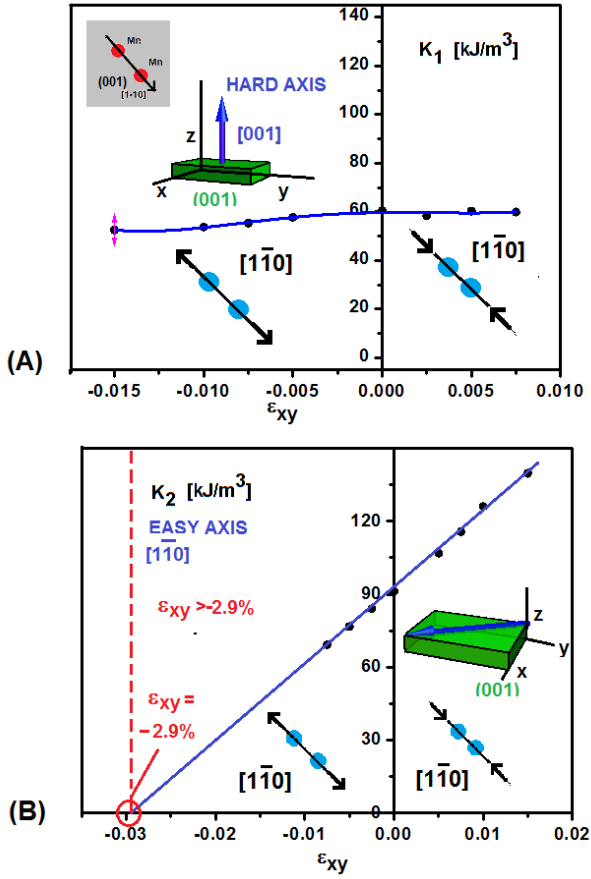 (A)
K1 [kJ/m³]
140
120
100
80
60
40
20
0
Mn
Mn
(001)
[1-10]
HARD AXIS
[001]
z
x
y
(001)
[11̅0]
[11̅0]
-0.015
-0.010
-0.005
0.000
0.005
0.010
εxy
(B)
K2 [kJ/m³]
EASY AXIS
[11̅0]
εxy >-2.9%
εxy =
−2.9%
120
90
60
30
0
z
y
x
(001)
[11̅0]
[11̅0]
-0.03
-0.02
-0.01
0.00
0.01
0.02
εxy